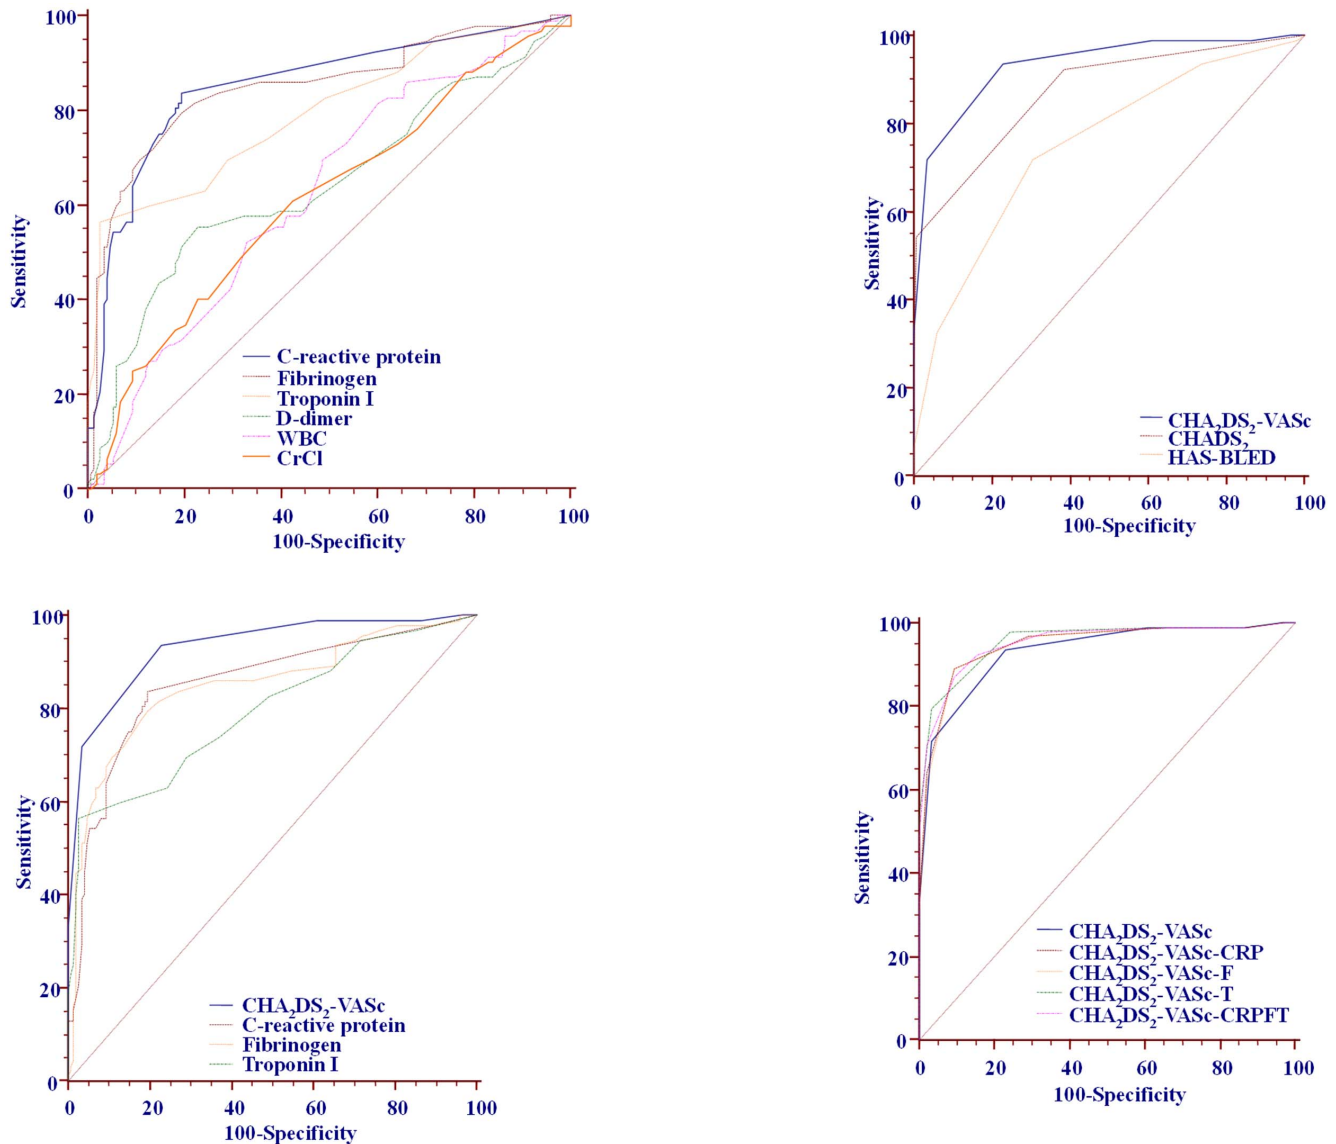 100
80
60
40
20
0
Sensitivity
C-reactive protein
Fibrinogen
Troponin I
D-dimer
WBC
CrCl
0 20 40 60 80 100
100-Specificity
100
80
60
40
20
0
Sensitivity
CHA₂DS₂-VASc
CHADS₂
HAS-BLED
0 20 40 60 80 100
100-Specificity
100
80
60
40
20
0
Sensitivity
CHA₂DS₂-VASc
C-reactive protein
Fibrinogen
Troponin I
0 20 40 60 80 100
100-Specificity
100
80
60
40
20
0
Sensitivity
CHA₂DS₂-VASc
CHA₂DS₂-VASc-CRP
CHA₂DS₂-VASc-F
CHA₂DS₂-VASc-T
CHA₂DS₂-VASc-CRPFT
0 20 40 60 80 100
100-Specificity